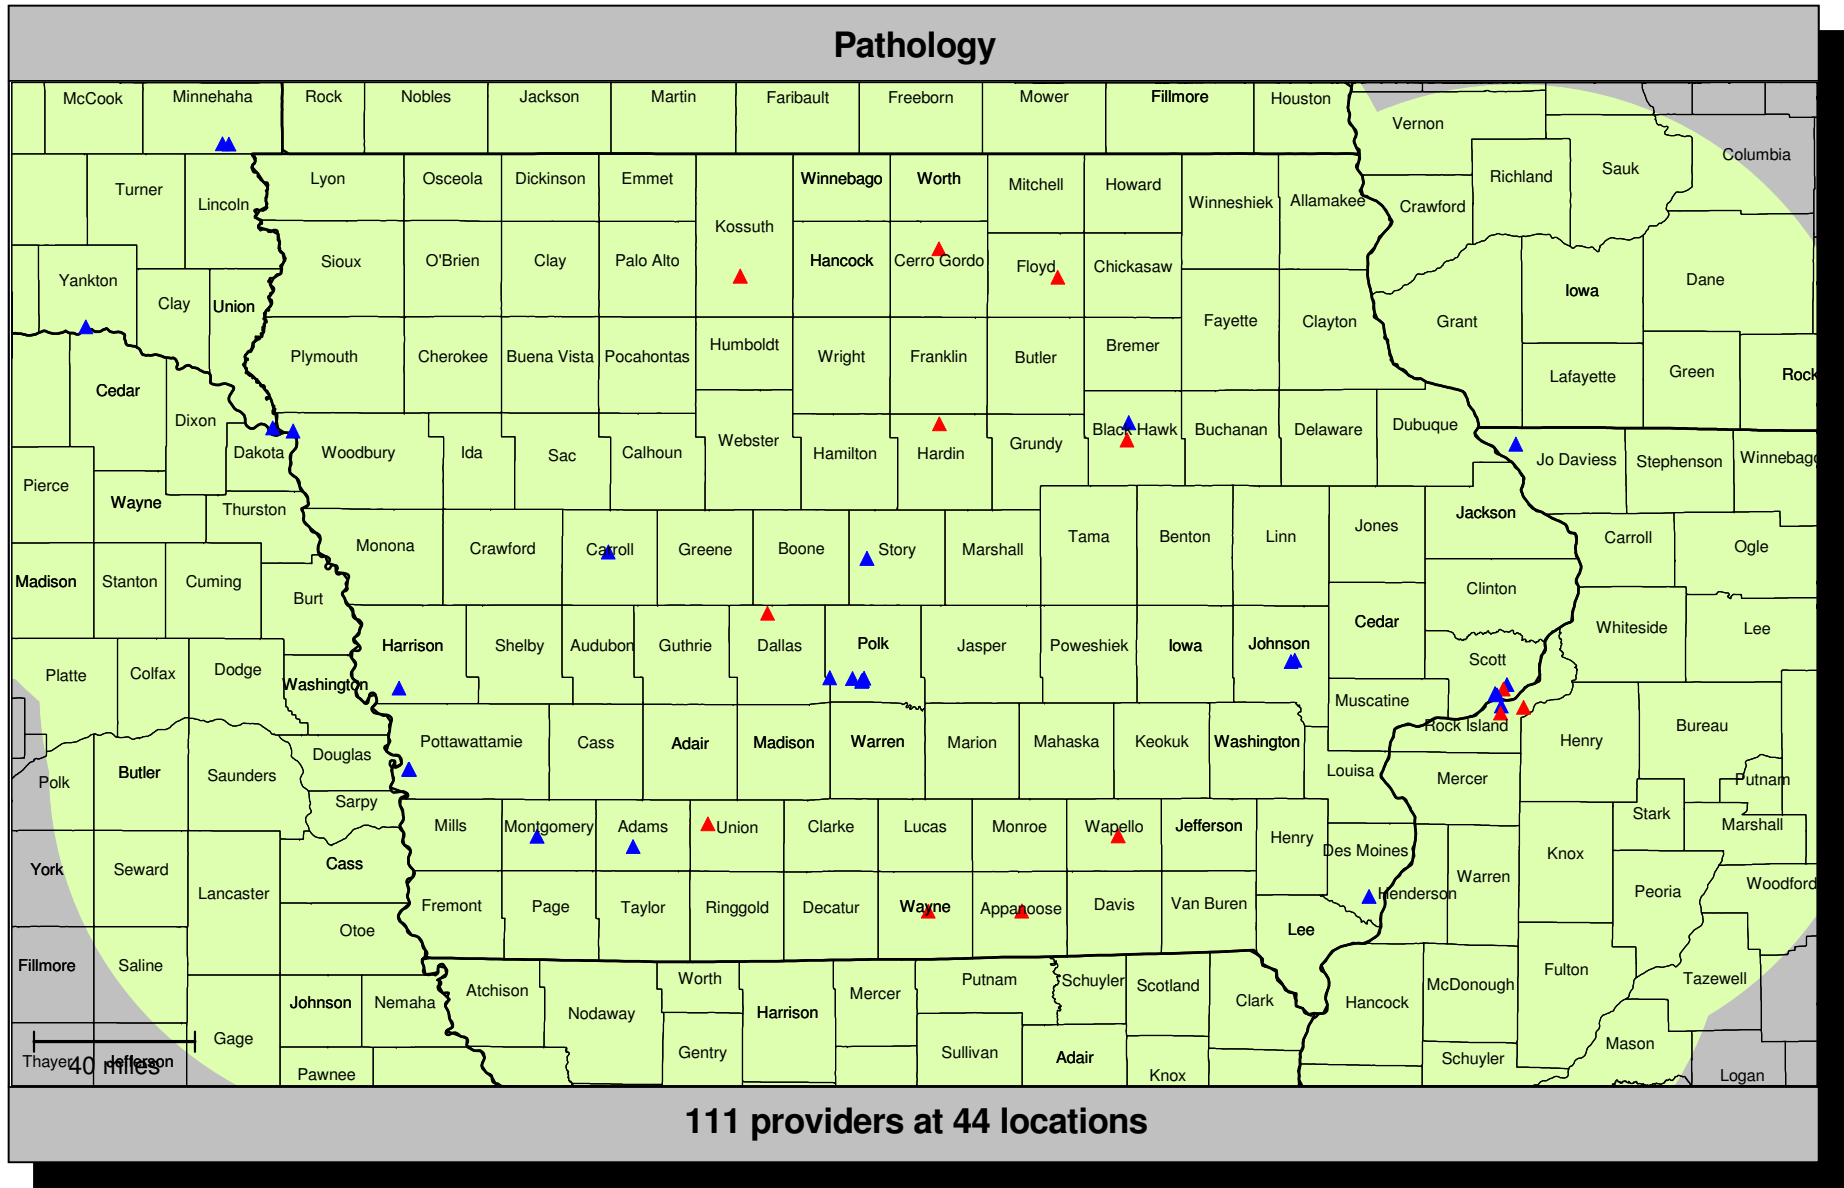 Pathology
McCook Minnehaha Rock Nobles Jackson Martin Faribault Freeborn Mower Fillmore Houston
Vernon
Columbia
Sauk
Richland
Turner Lyon Osceola Dickinson Emmet Winnebago Worth Mitchell Howard
Lincoln Winneshiek Allamakee Crawford
Kossuth
Yankton Sioux O'Brien Clay Palo Alto Hancock Cerro Gordo Floyd Chickasaw Dane
Clay Union Iowa
Fayette Clayton Grant
Plymouth Cherokee Buena Vista Pocahontas Humboldt Wright Franklin Butler Bremer
Lafayette Green Rock
Cedar
Dixon Webster Black Hawk Buchanan Delaware Dubuque
Dakota Woodbury Ida Sac Calhoun Hamilton Hardin Grundy Jo Daviess Stephenson Winnebago
Pierce
Wayne Thurston Jackson
Monona Crawford Carroll Greene Boone Story Marshall Tama Benton Linn Jones Carroll Ogle
Madison Stanton Cuming
Burt Clinton
Harrison Shelby Audubon Guthrie Dallas Polk Jasper Poweshiek Iowa Johnson Cedar Whiteside Lee
Scott
Platte Colfax Dodge
Washington Muscatine
Rock Island Bureau
Pottawattamie Cass Adair Madison Warren Marion Mahaska Keokuk Washington Henry
Douglas
Polk Butler Saunders Louisa Mercer Putnam
Sarpy
Mills Montgomery Adams Union Clarke Lucas Monroe Wapello Jefferson Henry Stark Marshall
Des Moines Knox
York Seward Cass Warren Woodford
Lancaster Henderson Peoria
Fremont Page Taylor Ringgold Decatur Wayne Appanoose Davis Van Buren
Otoe Lee
Fillmore Saline Fulton
Worth Putnam Schuyler Scotland McDonough Tazewell
Johnson Nemaha Atchison Mercer Clark Hancock
Nodaway Harrison
Gage Mason
Gentry Sullivan Adair Schuyler
Thayer Jefferson
40 miles
Pawnee Knox Logan
111 providers at 44 locations